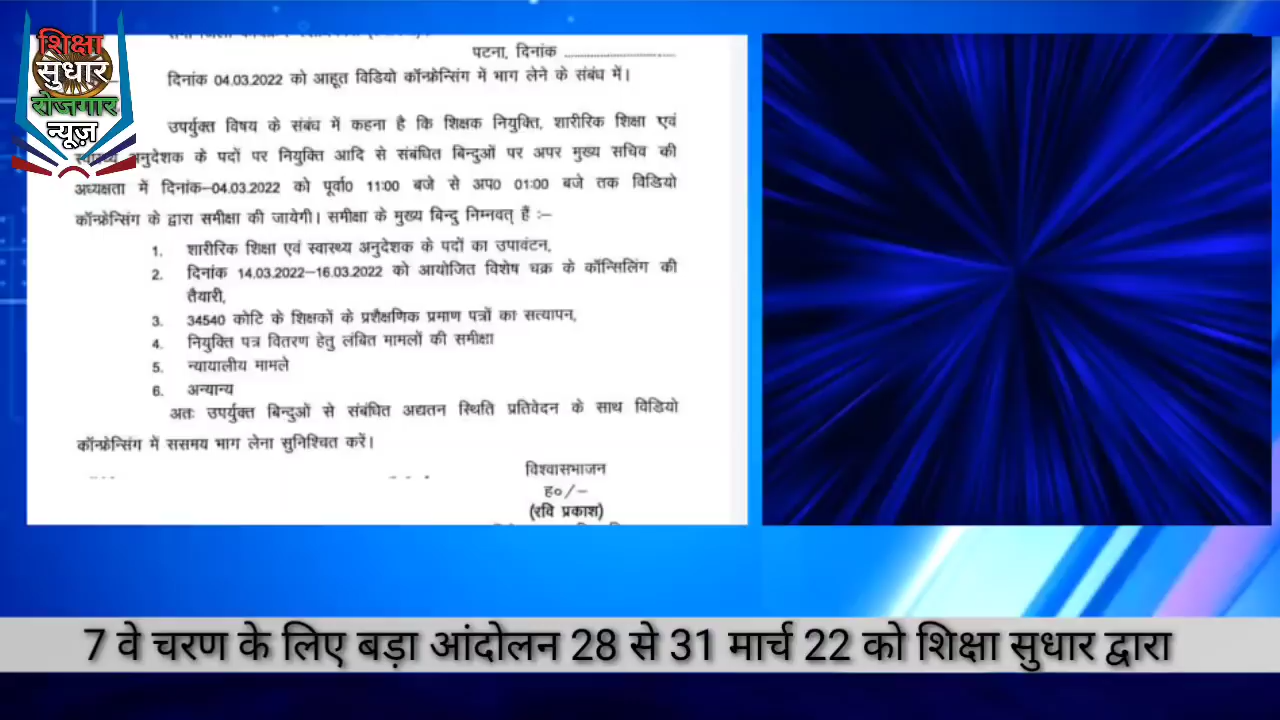 शिक्षा
सुधार
रोजगार
न्यूज़
पटना, दिनांक
दिनांक 04.03.2022 को आहूत विडियो कॉन्फ्रेन्सिंग में भाग लेने के संबंध में।
उपर्युक्त विषय के संबंध में कहना है कि शिक्षक नियुक्ति, शारीरिक शिक्षा एवं
स्वास्थ्य अनुदेशक के पदों पर नियुक्ति आदि से संबंधित बिन्दुओं पर अपर मुख्य सचिव की
अध्यक्षता में दिनांक–04.03.2022 को पूर्वा० 11:00 बजे से अप० 01:00 बजे तक विडियो
कॉन्फ्रेन्सिंग के द्वारा समीक्षा की जायेगी। समीक्षा के मुख्य बिन्दु निम्नवत् हैं :–
1. शारीरिक शिक्षा एवं स्वास्थ्य अनुदेशक के पदों का उपावंटन,
2. दिनांक 14.03.2022–16.03.2022 को आयोजित विशेष चक्र के कॉन्सिलिंग की
तैयारी,
3. 34540 कोटि के शिक्षकों के प्रशैक्षणिक प्रमाण पत्रों का सत्यापन,
4. नियुक्ति पत्र वितरण हेतु लंबित मामलों की समीक्षा
5. न्यायालीय मामले
6. अन्यान्य
अतः उपर्युक्त बिन्दुओं से संबंधित अद्यतन स्थिति प्रतिवेदन के साथ विडियो
कॉन्फ्रेन्सिंग में ससमय भाग लेना सुनिश्चित करें।
विश्वासभाजन
ह०/–
(रवि प्रकाश)
7 वे चरण के लिए बड़ा आंदोलन 28 से 31 मार्च 22 को शिक्षा सुधार द्वारा